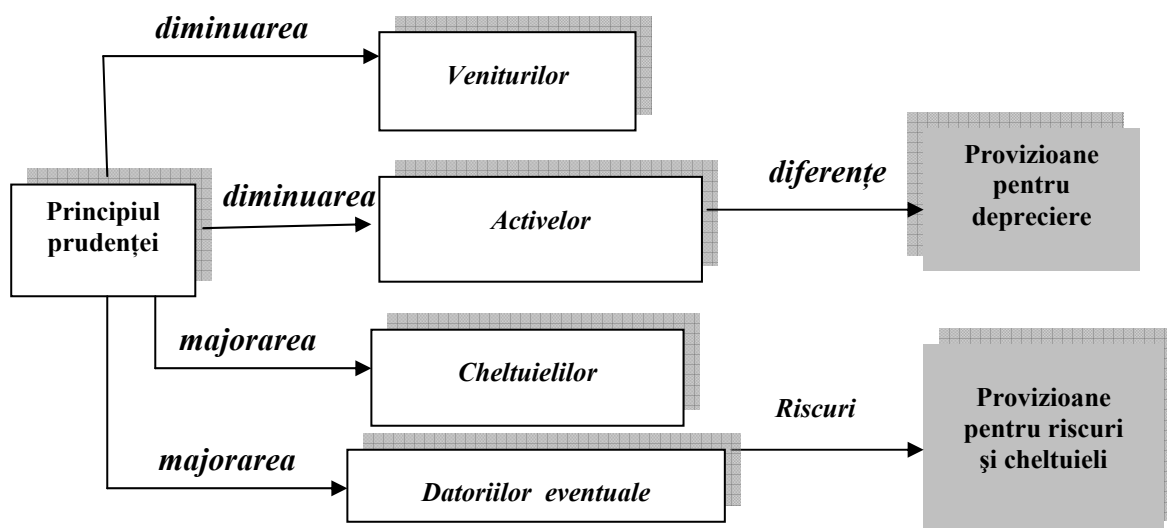 diminuarea
Veniturilor
Principiul
prudenței
diminuarea
Activelor
diferențe
Provizioane
pentru
depreciere
majorarea
Cheltuielilor
majorarea
Datoriilor eventuale
Riscuri
Provizioane
pentru riscuri
şi cheltuieli